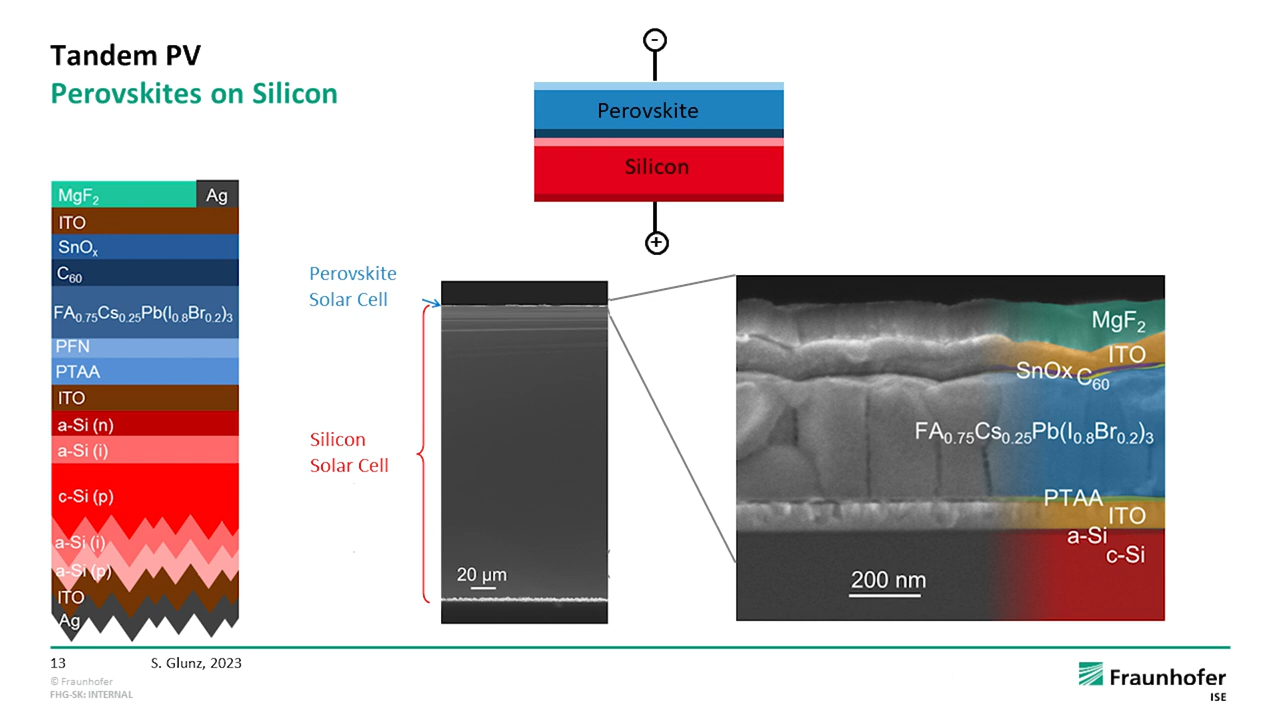 Tandem PV
Perovskites on Silicon
-
Perovskite
Silicon
+
MgF₂
Ag
ITO
SnOₓ
C₆₀
FA₀.₇₅Cs₀.₂₅Pb(I₀.₈Br₀.₂)₃
PFN
PTAA
ITO
a-Si (n)
a-Si (i)
c-Si (p)
a-Si (i)
a-Si (p)
ITO
Ag
Perovskite
Solar Cell
Silicon
Solar Cell
20 µm
MgF₂
ITO
SnOx
C₆₀
FA₀.₇₅Cs₀.₂₅Pb(I₀.₈Br₀.₂)₃
PTAA
ITO
a-Si
c-Si
200 nm
13
S. Glunz, 2023
© Fraunhofer
FHG-SK: INTERNAL
Fraunhofer
ISE